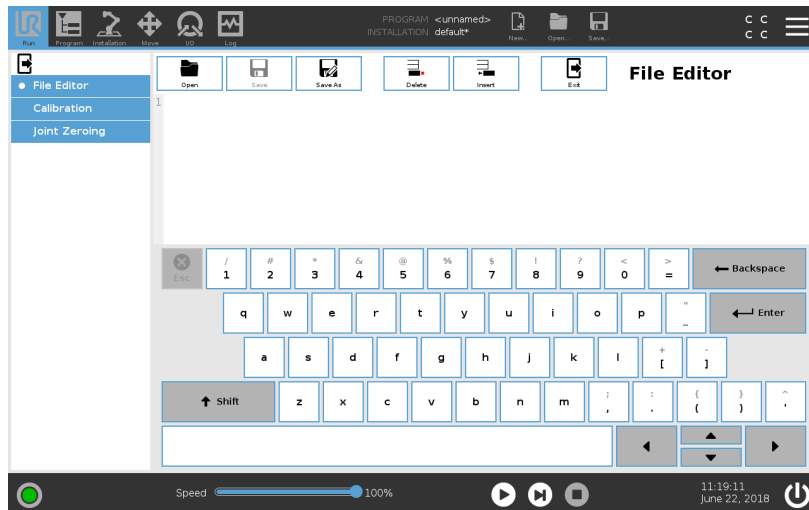 PROGRAM <unnamed>
INSTALLATION default*
C C
C C
Run Program Installation Move I/O Log New... Open... Save...
File Editor
Calibration
Joint Zeroing
Open Save Save As Delete Insert Exit
File Editor
1
Esc
/ # * & @ % $ ! ? < >
1 2 3 4 5 6 7 8 9 0 =
Backspace
q w e r t y u i o p " _ Enter
a s d f g h j k l + [ - ]
Shift z x c v b n m ; , : . { ( } ) ^ '
Speed 100%
11:19:11
June 22, 2018